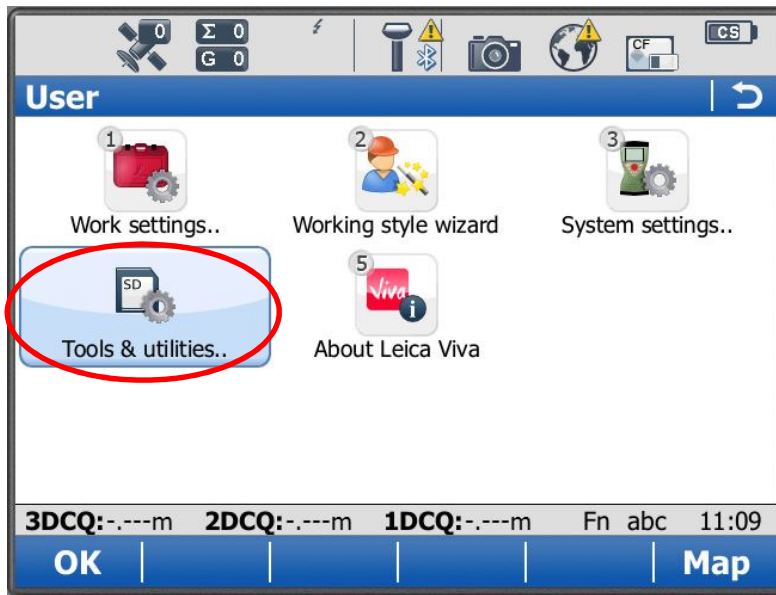 0 Σ 0 CS
G 0 CF
User
1 2 3
Work settings.. Working style wizard System settings..
SD 5 viva
Tools & utilities.. About Leica Viva
3DCQ:-.---m 2DCQ:-.---m 1DCQ:-.---m Fn abc 11:09
OK Map